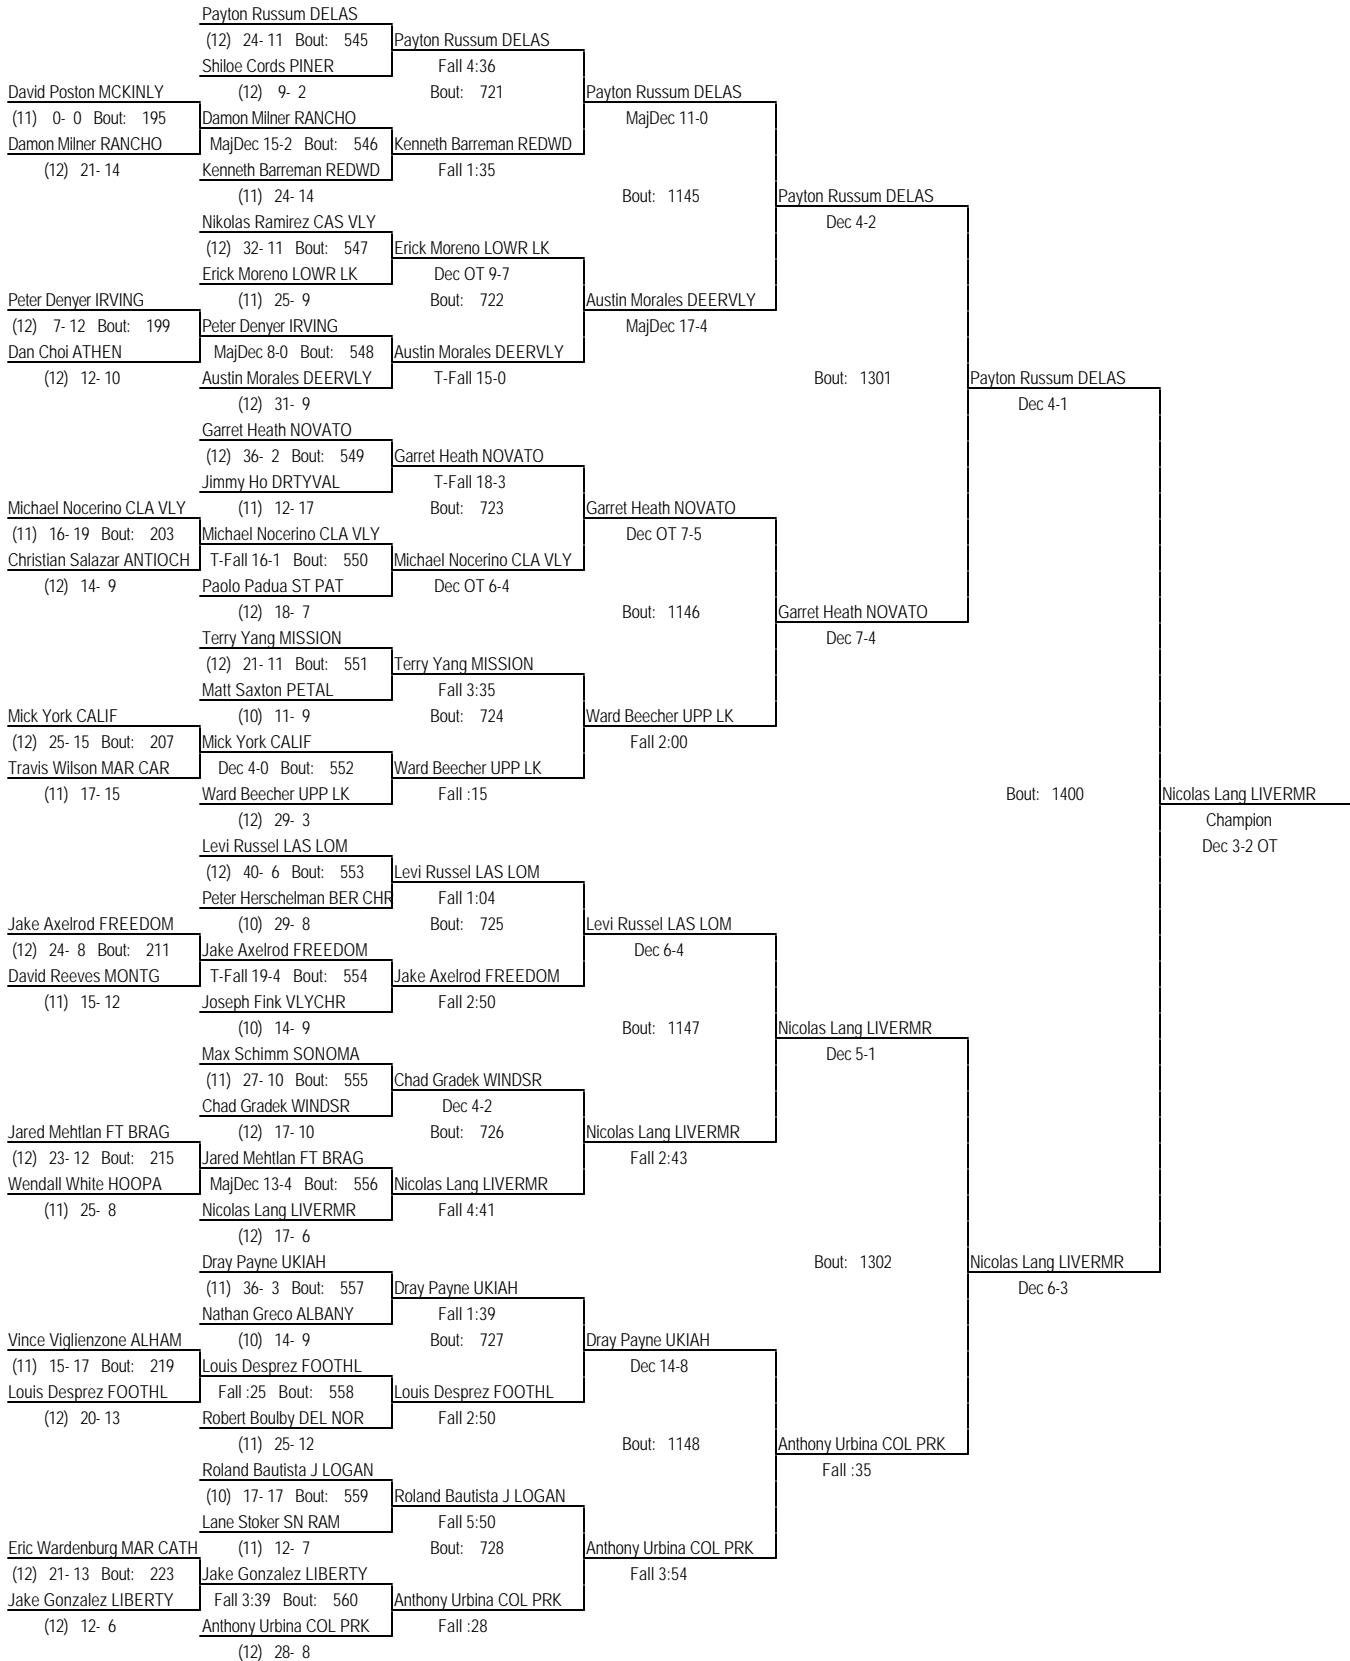 Payton Russum DELAS
(12) 24- 11 Bout: 545 Payton Russum DELAS
Shiloe Cords PINER Fall 4:36
David Poston MCKINLY (12) 9- 2 Bout: 721 Payton Russum DELAS
(11) 0- 0 Bout: 195 Damon Milner RANCHO MajDec 11-0
Damon Milner RANCHO MajDec 15-2 Bout: 546 Kenneth Barreman REDWD
(12) 21- 14 Kenneth Barreman REDWD Fall 1:35
(11) 24- 14 Bout: 1145 Payton Russum DELAS
Nikolas Ramirez CAS VLY Dec 4-2
(12) 32- 11 Bout: 547 Erick Moreno LOWR LK
Erick Moreno LOWR LK Dec OT 9-7
Peter Denyer IRVING (11) 25- 9 Bout: 722 Austin Morales DEERVLY
(12) 7- 12 Bout: 199 Peter Denyer IRVING MajDec 17-4
Dan Choi ATHEN MajDec 8-0 Bout: 548 Austin Morales DEERVLY
(12) 12- 10 Austin Morales DEERVLY T-Fall 15-0 Bout: 1301 Payton Russum DELAS
(12) 31- 9 Dec 4-1
Garret Heath NOVATO
(12) 36- 2 Bout: 549 Garret Heath NOVATO
Jimmy Ho DRTYVAL T-Fall 18-3
Michael Nocerino CLA VLY (11) 12- 17 Bout: 723 Garret Heath NOVATO
(11) 16- 19 Bout: 203 Michael Nocerino CLA VLY Dec OT 7-5
Christian Salazar ANTIOCH T-Fall 16-1 Bout: 550 Michael Nocerino CLA VLY
(12) 14- 9 Paolo Padua ST PAT Dec OT 6-4
(12) 18- 7 Bout: 1146 Garret Heath NOVATO
Terry Yang MISSION Dec 7-4
(12) 21- 11 Bout: 551 Terry Yang MISSION
Matt Saxton PETAL Fall 3:35
Mick York CALIF (10) 11- 9 Bout: 724 Ward Beecher UPP LK
(12) 25- 15 Bout: 207 Mick York CALIF Fall 2:00
Travis Wilson MAR CAR Dec 4-0 Bout: 552 Ward Beecher UPP LK
(11) 17- 15 Ward Beecher UPP LK Fall :15 Bout: 1400 Nicolas Lang LIVERMR
(12) 29- 3 Champion
Levi Russel LAS LOM Dec 3-2 OT
(12) 40- 6 Bout: 553 Levi Russel LAS LOM
Peter Herschelman BER CHR Fall 1:04
Jake Axelrod FREEDOM (10) 29- 8 Bout: 725 Levi Russel LAS LOM
(12) 24- 8 Bout: 211 Jake Axelrod FREEDOM Dec 6-4
David Reeves MONTG T-Fall 19-4 Bout: 554 Jake Axelrod FREEDOM
(11) 15- 12 Joseph Fink VLYCHR Fall 2:50
(10) 14- 9 Bout: 1147 Nicolas Lang LIVERMR
Max Schimm SONOMA Dec 5-1
(11) 27- 10 Bout: 555 Chad Gradek WINDSR
Chad Gradek WINDSR Dec 4-2
Jared Mehtlan FT BRAG (12) 17- 10 Bout: 726 Nicolas Lang LIVERMR
(12) 23- 12 Bout: 215 Jared Mehtlan FT BRAG Fall 2:43
Wendall White HOOPA MajDec 13-4 Bout: 556 Nicolas Lang LIVERMR
(11) 25- 8 Nicolas Lang LIVERMR Fall 4:41
(12) 17- 6
Dray Payne UKIAH Bout: 1302 Nicolas Lang LIVERMR
(11) 36- 3 Bout: 557 Dray Payne UKIAH Dec 6-3
Nathan Greco ALBANY Fall 1:39
Vince Viglienzone ALHAM (10) 14- 9 Bout: 727 Dray Payne UKIAH
(11) 15- 17 Bout: 219 Louis Desprez FOOTHL Dec 14-8
Louis Desprez FOOTHL Fall :25 Bout: 558 Louis Desprez FOOTHL
(12) 20- 13 Robert Boulby DEL NOR Fall 2:50
(11) 25- 12 Bout: 1148 Anthony Urbina COL PRK
Roland Bautista J LOGAN Fall :35
(10) 17- 17 Bout: 559 Roland Bautista J LOGAN
Lane Stoker SN RAM Fall 5:50
Eric Wardenburg MAR CATH (11) 12- 7 Bout: 728 Anthony Urbina COL PRK
(12) 21- 13 Bout: 223 Jake Gonzalez LIBERTY Fall 3:54
Jake Gonzalez LIBERTY Fall 3:39 Bout: 560 Anthony Urbina COL PRK
(12) 12- 6 Anthony Urbina COL PRK Fall :28
(12) 28- 8